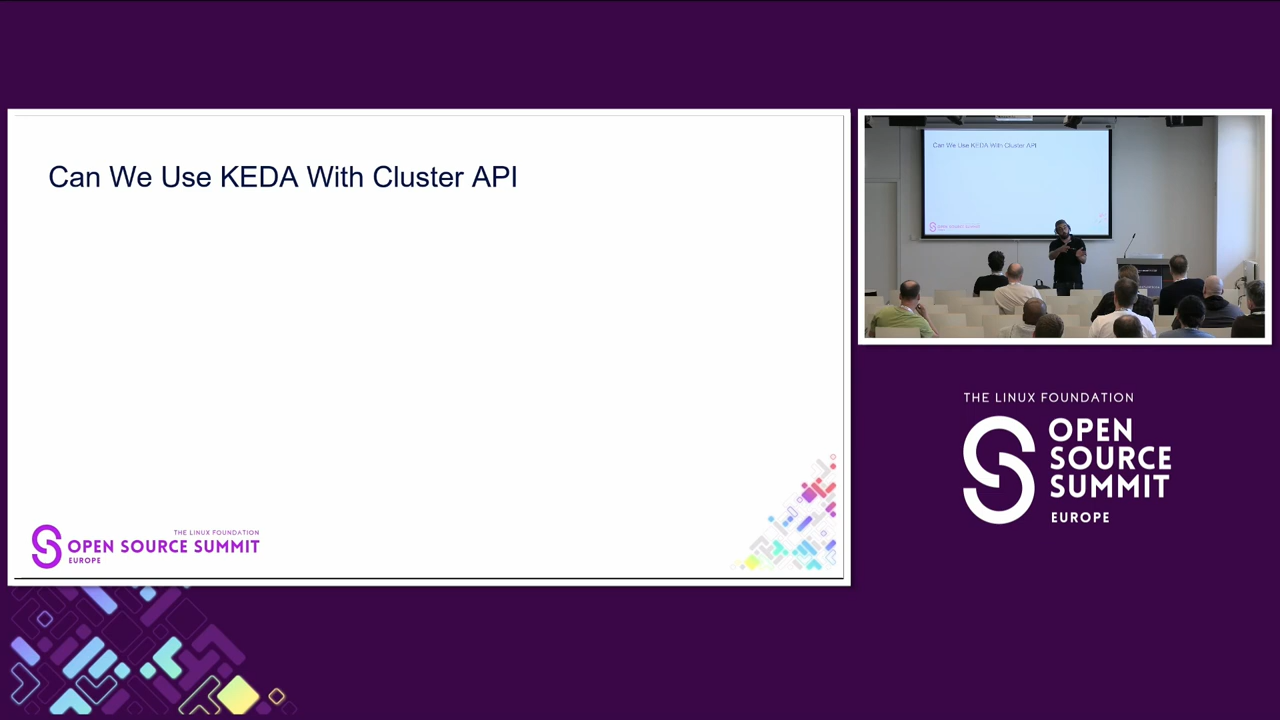 Can We Use KEDA With Cluster API
THE LINUX FOUNDATION
OPEN SOURCE SUMMIT
EUROPE
Can We Use KEDA With Cluster API
THE LINUX FOUNDATION
OPEN
SOURCE
SUMMIT
EUROPE